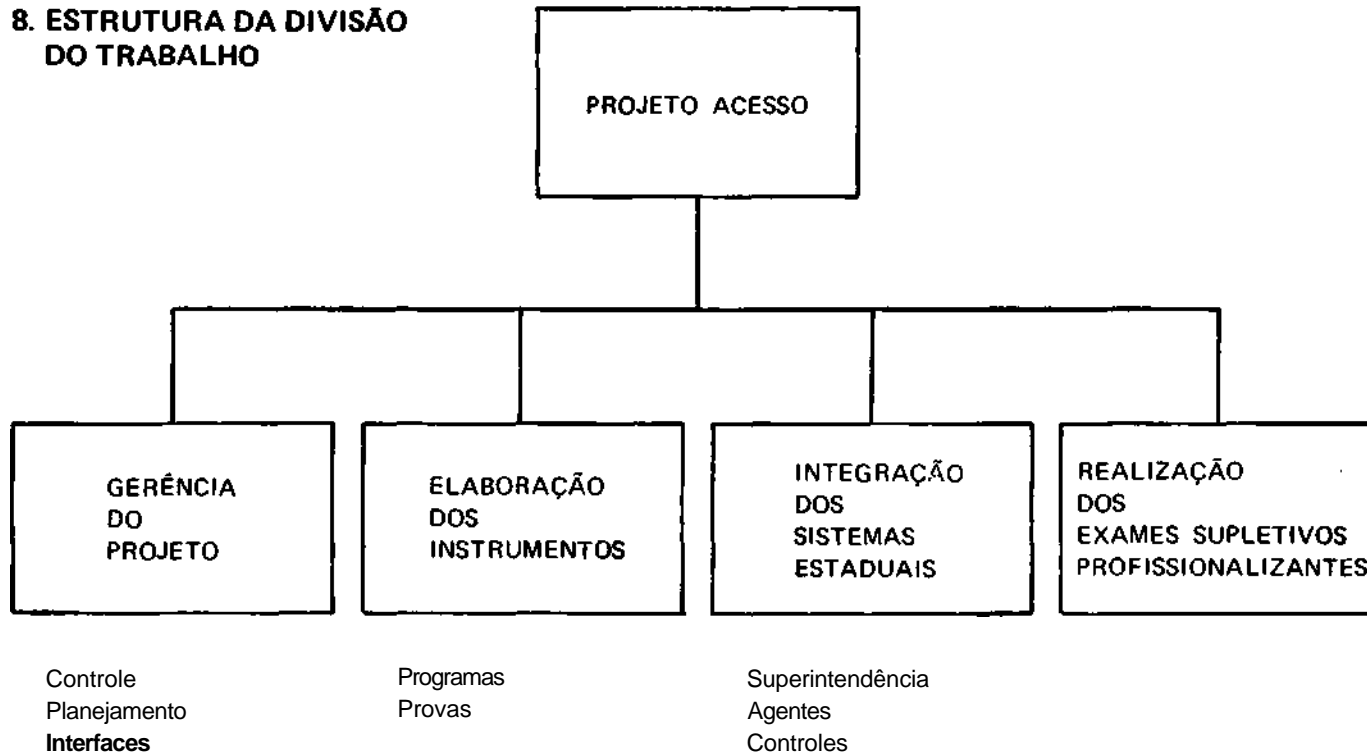 8. ESTRUTURA DA DIVISÃO
DO TRABALHO
PROJETO ACESSO
GERÊNCIA
DO
PROJETO
ELABORAÇÃO
DOS
INSTRUMENTOS
INTEGRAÇÃO
DOS
SISTEMAS
ESTADUAIS
REALIZAÇÃO
DOS
EXAMES SUPLETIVOS
PROFISSIONALIZANTES
Controle
Planejamento
Interfaces
Programas
Provas
Superintendência
Agentes
Controles